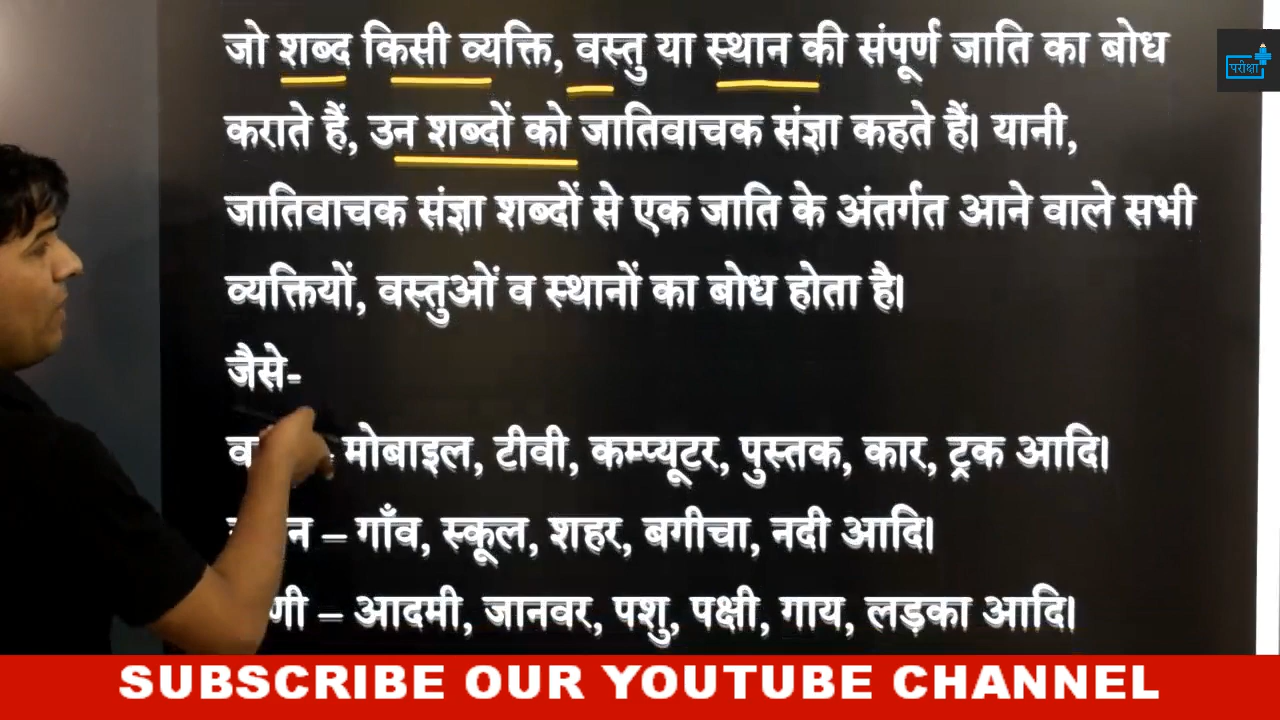 जो शब्द किसी व्यक्ति, वस्तु या स्थान की संपूर्ण जाति का बोध
कराते हैं, उन शब्दों को जातिवाचक संज्ञा कहते हैं। यानी,
जातिवाचक संज्ञा शब्दों से एक जाति के अंतर्गत आने वाले सभी
व्यक्तियों, वस्तुओं व स्थानों का बोध होता है।
जैसे-
मोबाइल, टीवी, कम्प्यूटर, पुस्तक, कार, ट्रक आदि।
– गाँव, स्कूल, शहर, बगीचा, नदी आदि।
– आदमी, जानवर, पशु, पक्षी, गाय, लड़का आदि।
परीक्षा
SUBSCRIBE OUR YOUTUBE CHANNEL